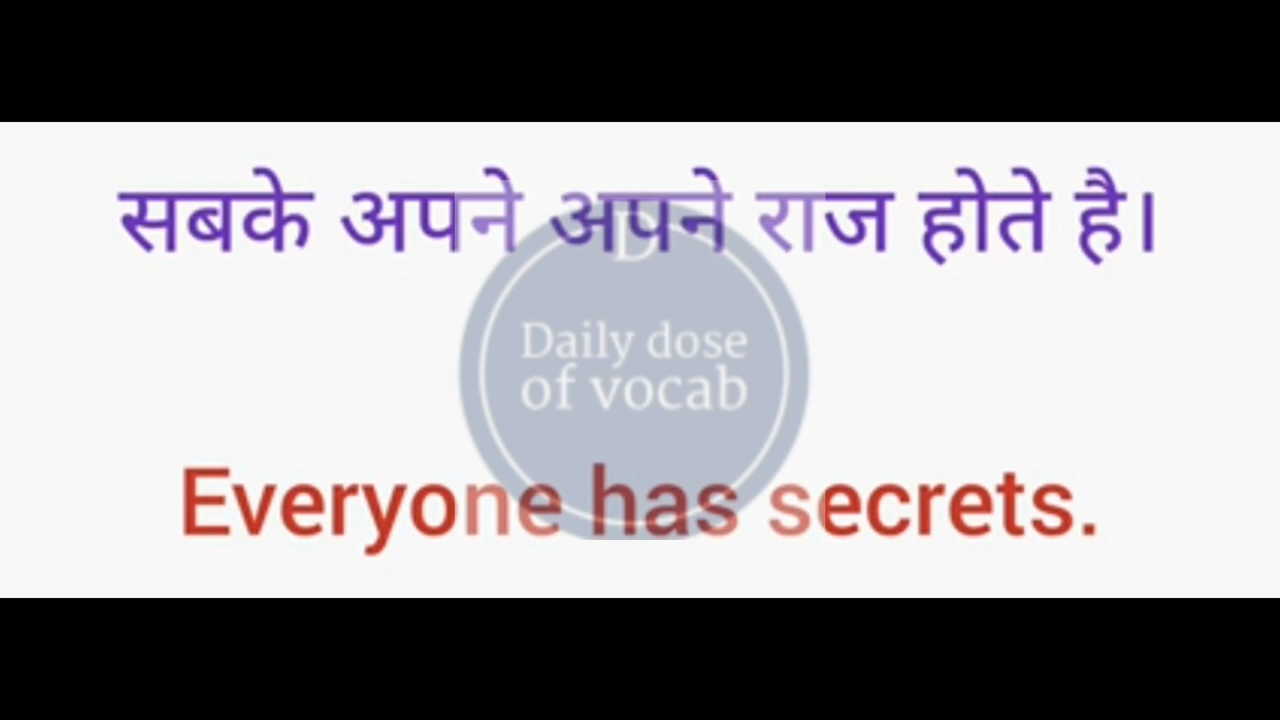 सबके अपने अपने राज होते है।
D
Daily dose
of vocab
Everyone has secrets.